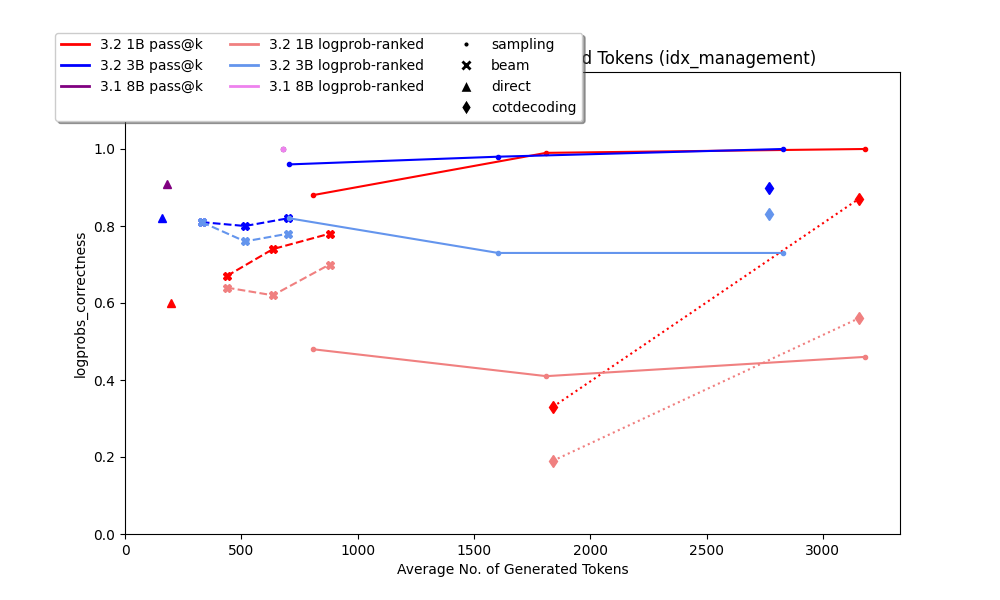 3.2 1B pass@k 3.2 1B logprob-ranked sampling
3.2 3B pass@k 3.2 3B logprob-ranked beam
3.1 8B pass@k 3.1 8B logprob-ranked direct
cotdecoding
Tokens (idx_management)
1.0
0.8
0.6
0.4
0.2
0.0
logprobs_correctness
0 500 1000 1500 2000 2500 3000
Average No. of Generated Tokens